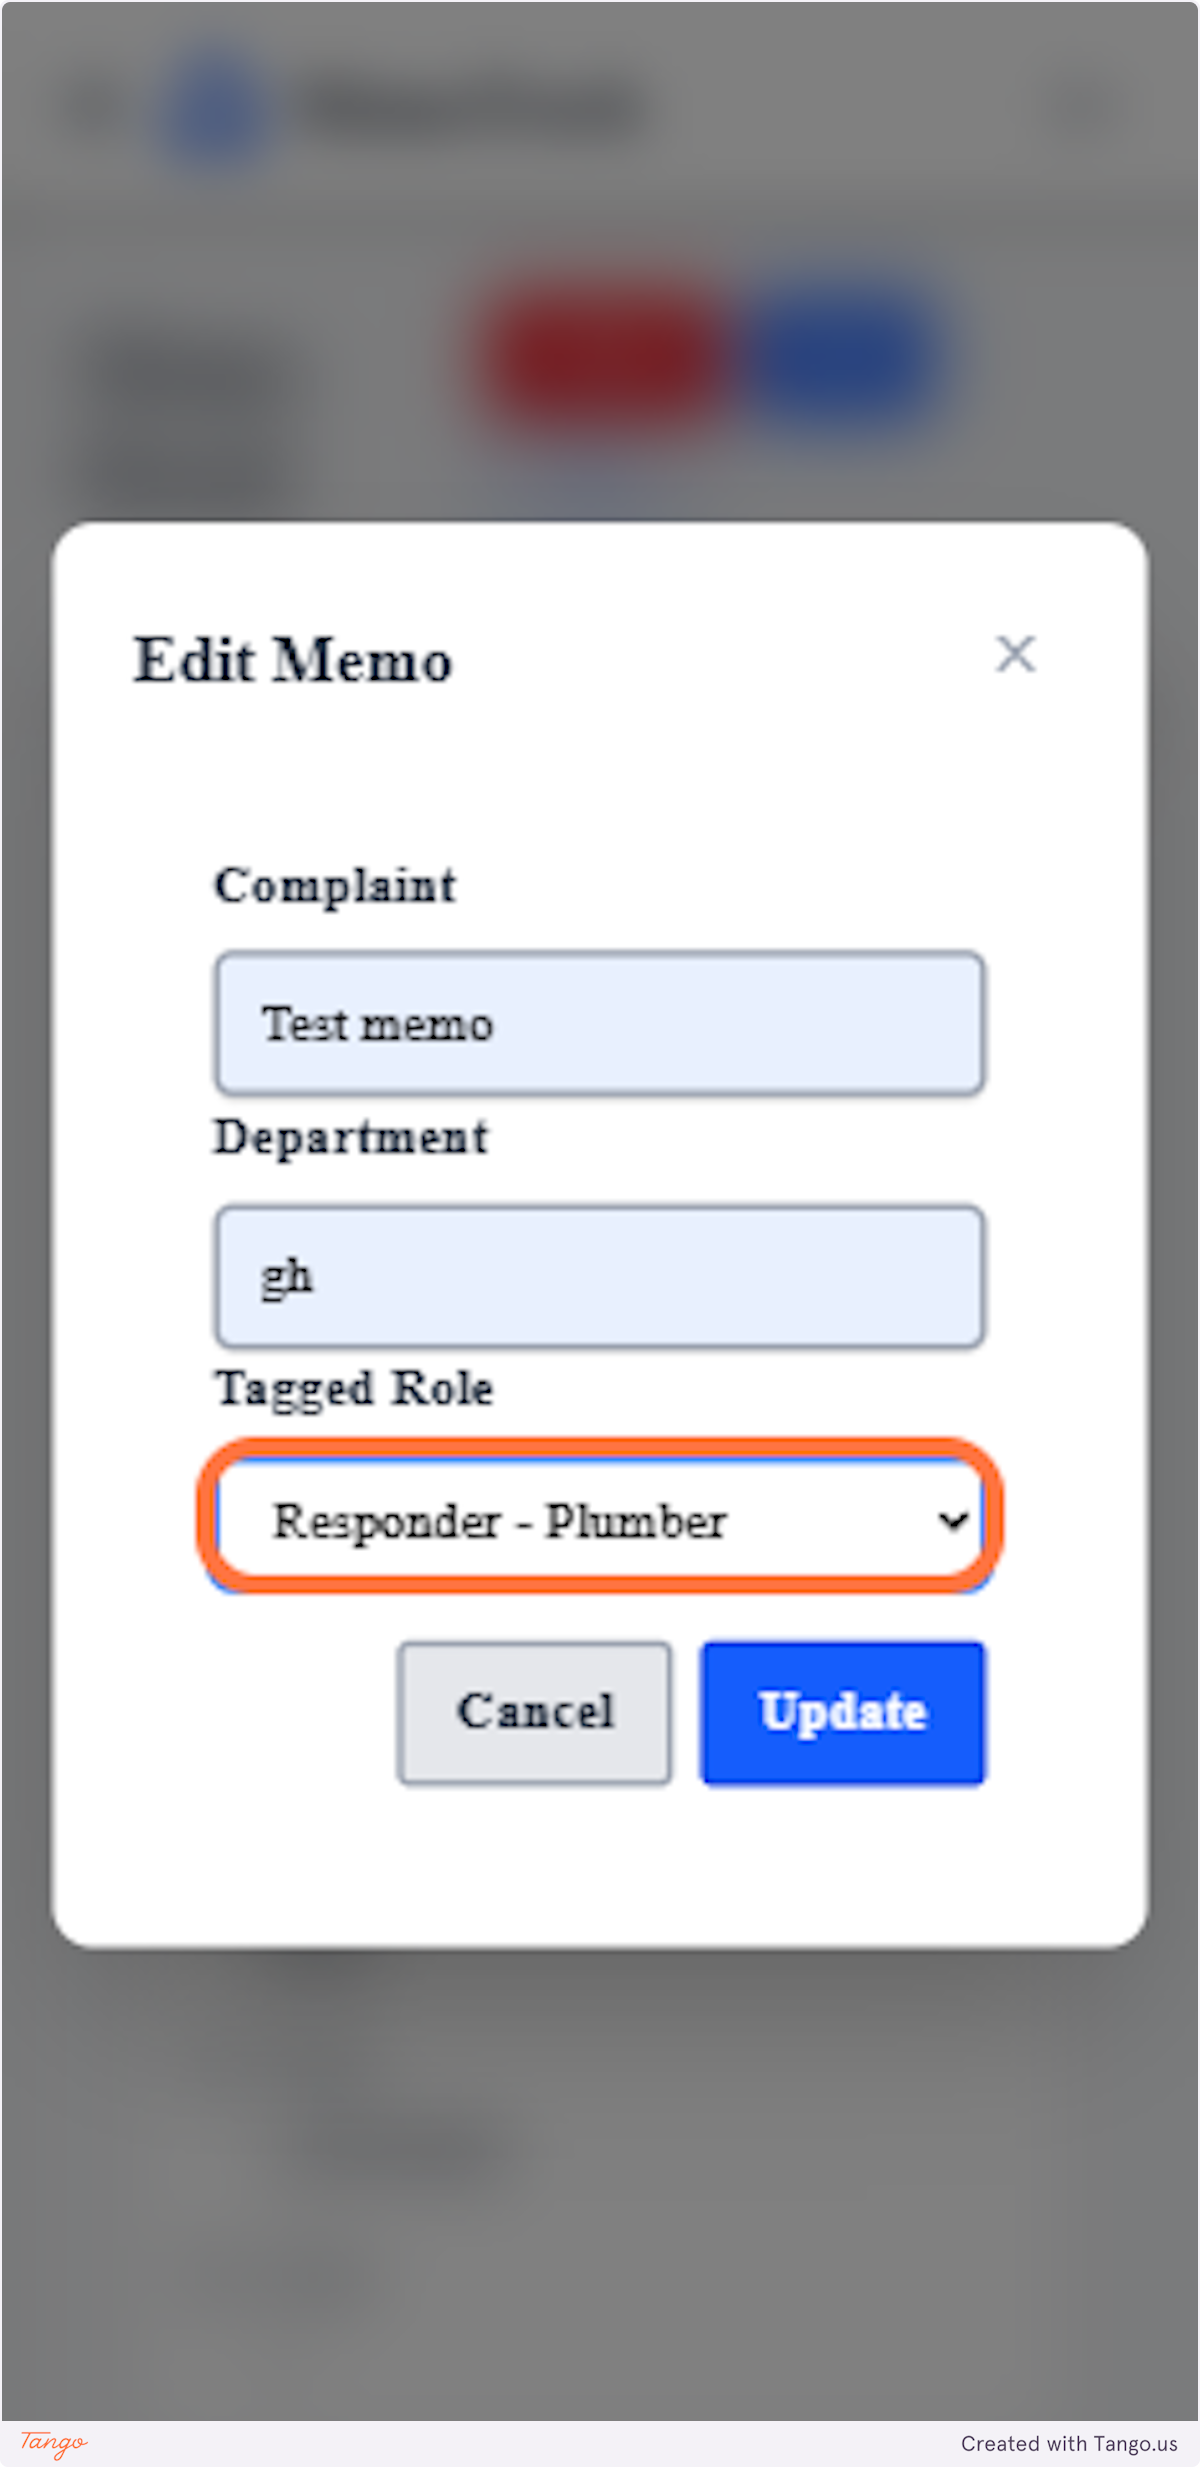 Edit Memo
Complaint
Test memo
Department
gh
Tagged Role
Responder - Plumber
Cancel
Update
Tango
Created with Tango.us